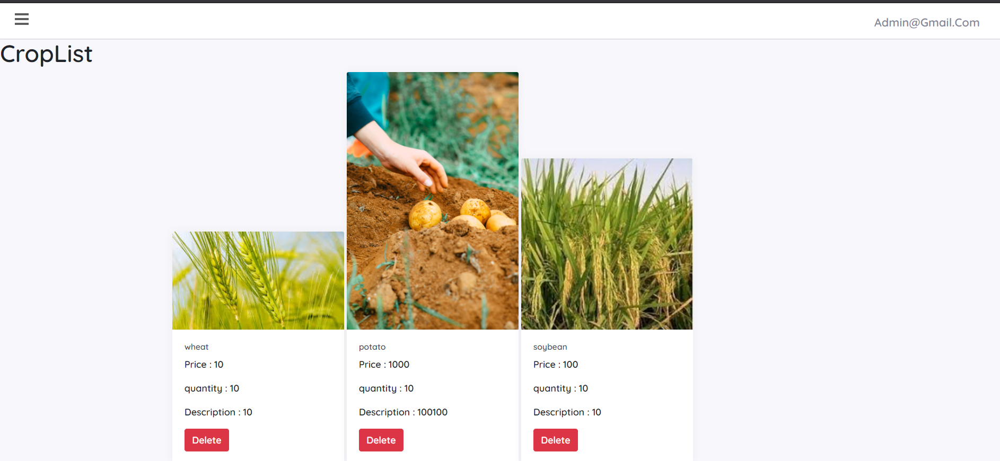 Admin@Gmail.Com
CropList
wheat
Price : 10
quantity : 10
Description : 10
Delete
potato
Price : 1000
quantity : 10
Description : 100100
Delete
soybean
Price : 100
quantity : 10
Description : 10
Delete